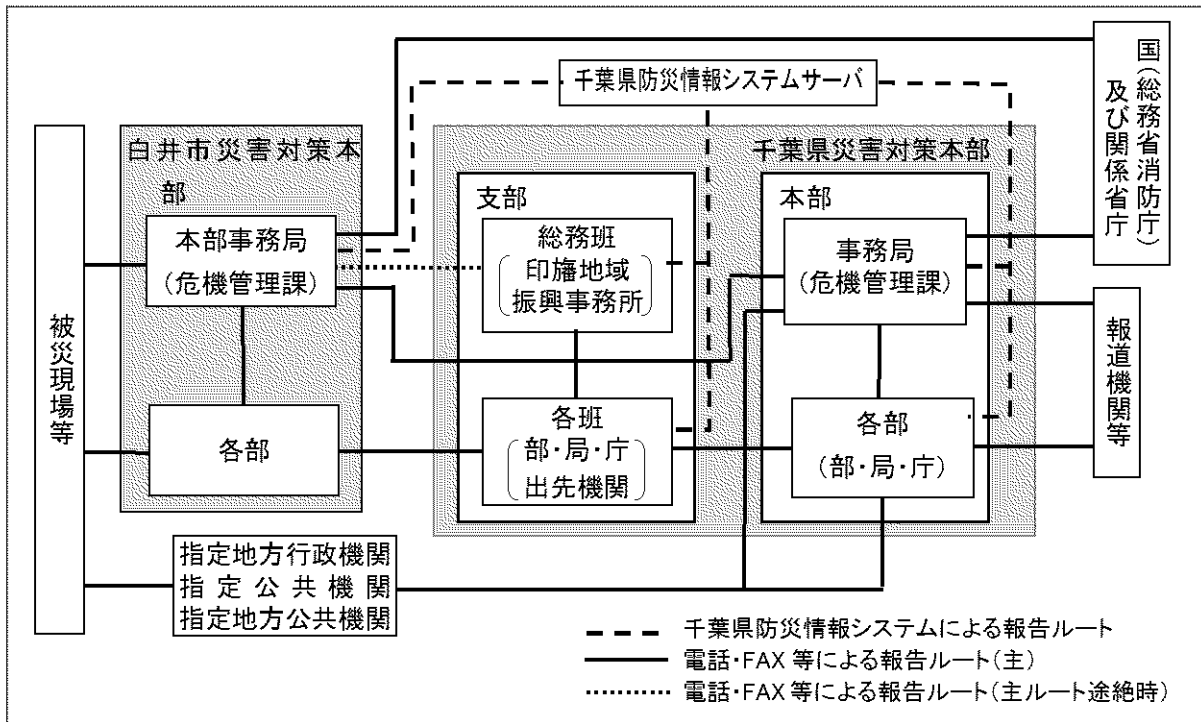 国(総務省消防庁)
及び関係省庁
千葉県防災情報システムサーバ
白井市災害対策本
部
千葉県災害対策本部
支部
本部
本部事務局
(危機管理課)
総務班
印旛地域
振興事務所
事務局
(危機管理課)
被災現場等
報道機関等
各部
各班
部・局・庁
出先機関
各部
(部・局・庁)
指定地方行政機関
指定公共機関
指定地方公共機関
千葉県防災情報システムによる報告ルート
電話・FAX 等による報告ルート(主)
電話・FAX 等による報告ルート(主ルート途絶時)